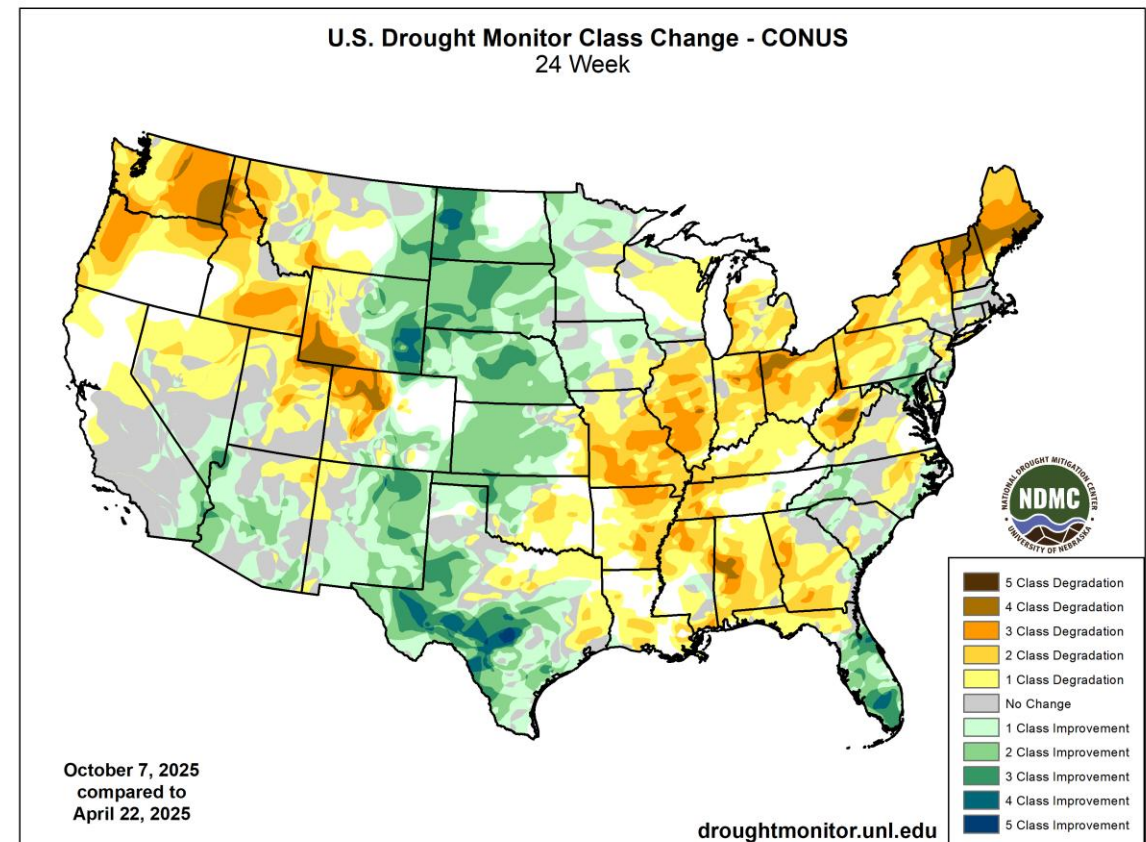 U.S. Drought Monitor Class Change - CONUS
24 Week
NATIONAL DROUGHT MITIGATION CENTER
NDMC
UNIVERSITY OF NEBRASKA
5 Class Degradation
4 Class Degradation
3 Class Degradation
2 Class Degradation
1 Class Degradation
No Change
1 Class Improvement
2 Class Improvement
3 Class Improvement
4 Class Improvement
5 Class Improvement
October 7, 2025
compared to
April 22, 2025
droughtmonitor.unl.edu